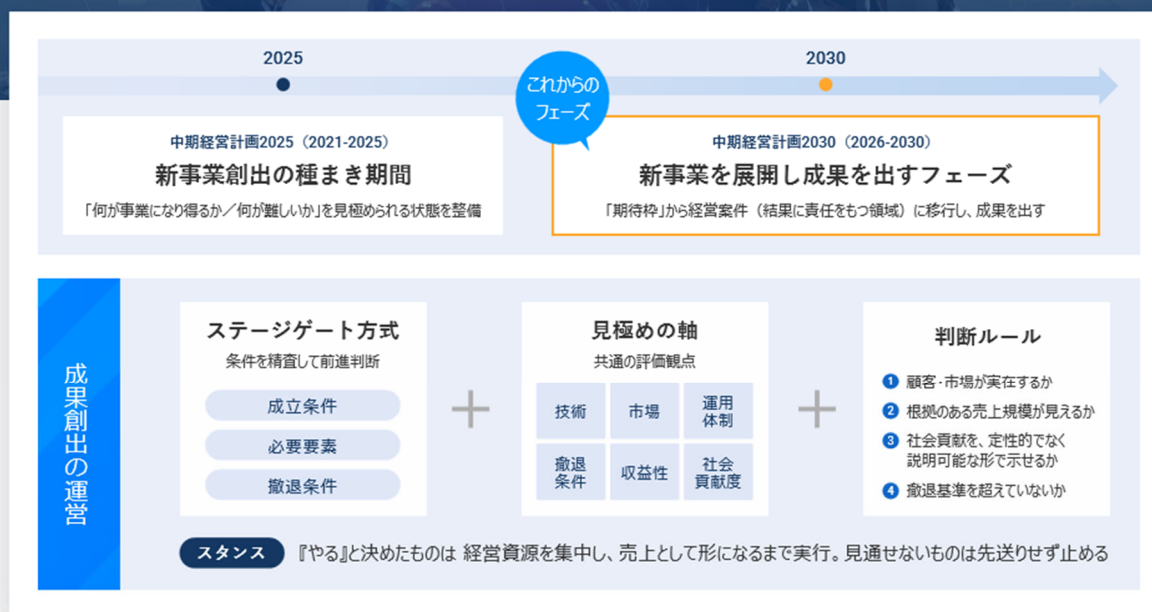 2025
2030
これからの
フェーズ
中期経営計画2025（2021-2025）
新事業創出の種まき期間
「何が事業になり得るか／何が難しいか」を見極められる状態を整備
中期経営計画2030（2026-2030）
新事業を展開し成果を出すフェーズ
「期待枠」から経営案件（結果に責任をもつ領域）に移行し、成果を出す
成果創出の運営
ステージゲート方式
条件を精査して前進判断
成立条件
必要要素
撤退条件
＋
見極めの軸
共通の評価観点
技術
市場
運用
体制
撤退
条件
収益性
社会
貢献度
＋
判断ルール
1 顧客・市場が実在するか
2 根拠のある売上規模が見えるか
3 社会貢献を、定性的でなく
説明可能な形で示せるか
4 撤退基準を超えていないか
スタンス 『やる』と決めたものは 経営資源を集中し、売上として形になるまで実行。見通せないものは先送りせず止める